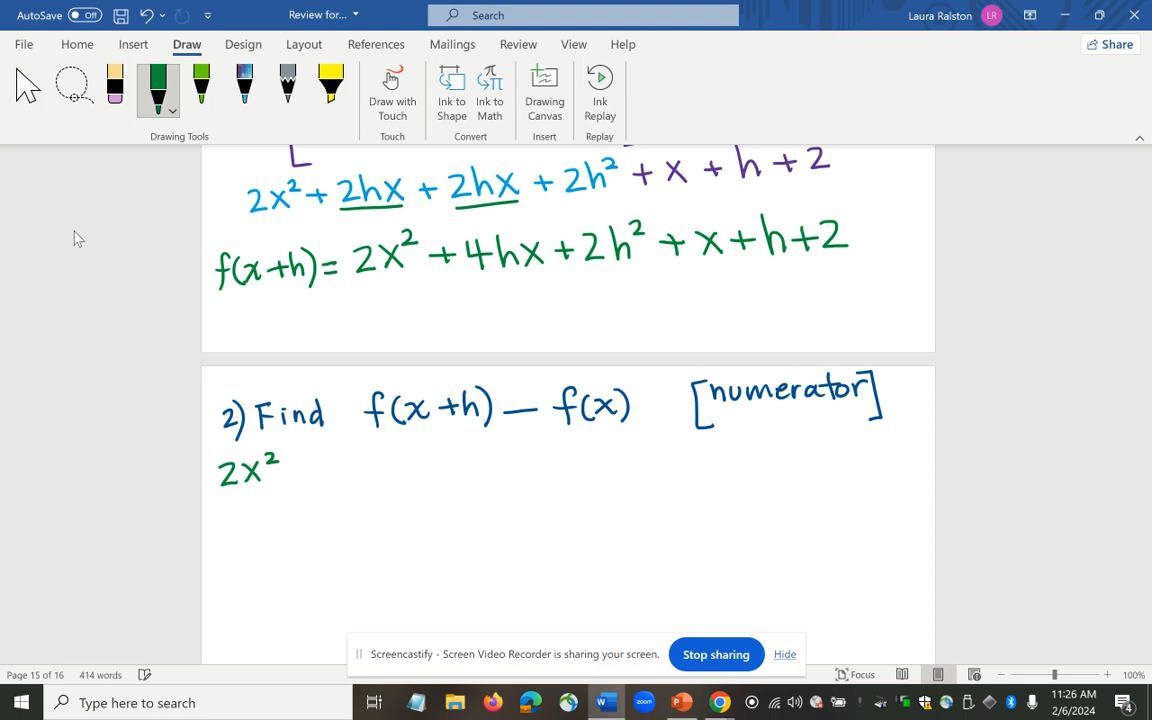 AutoSave Off Review for... Search Laura Ralston LR
File Home Insert Draw Design Layout References Mailings Review View Help Share
Draw with Touch Ink to Shape Ink to Math Drawing Canvas Ink Replay
Drawing Tools Touch Convert Insert Replay
2x² + 2hx + 2hx + 2h² + x + h + 2
f(x+h) = 2x² + 4hx + 2h² + x + h + 2
2) Find f(x+h) — f(x) [numerator]
2x²
Screencastify - Screen Video Recorder is sharing your screen. Stop sharing Hide
Page 15 of 16 414 words Focus 100%
Type here to search 11:26 AM
2/6/2024 4